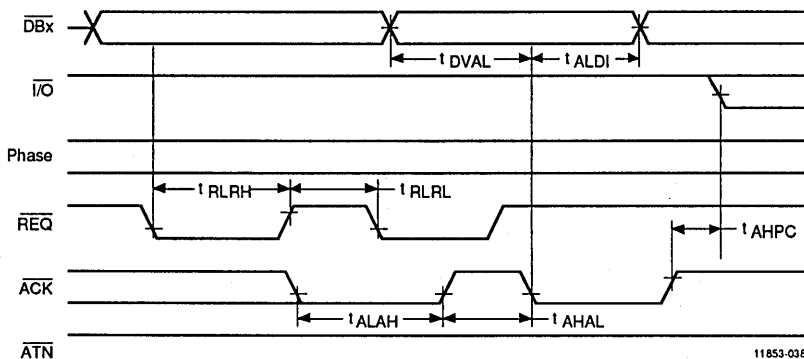 DBx
t DVAL t ALDI
I/O
Phase
t RLRH t RLRL
REQ
t AHPC
ACK
t ALAH t AHAL
ATN
11853-038